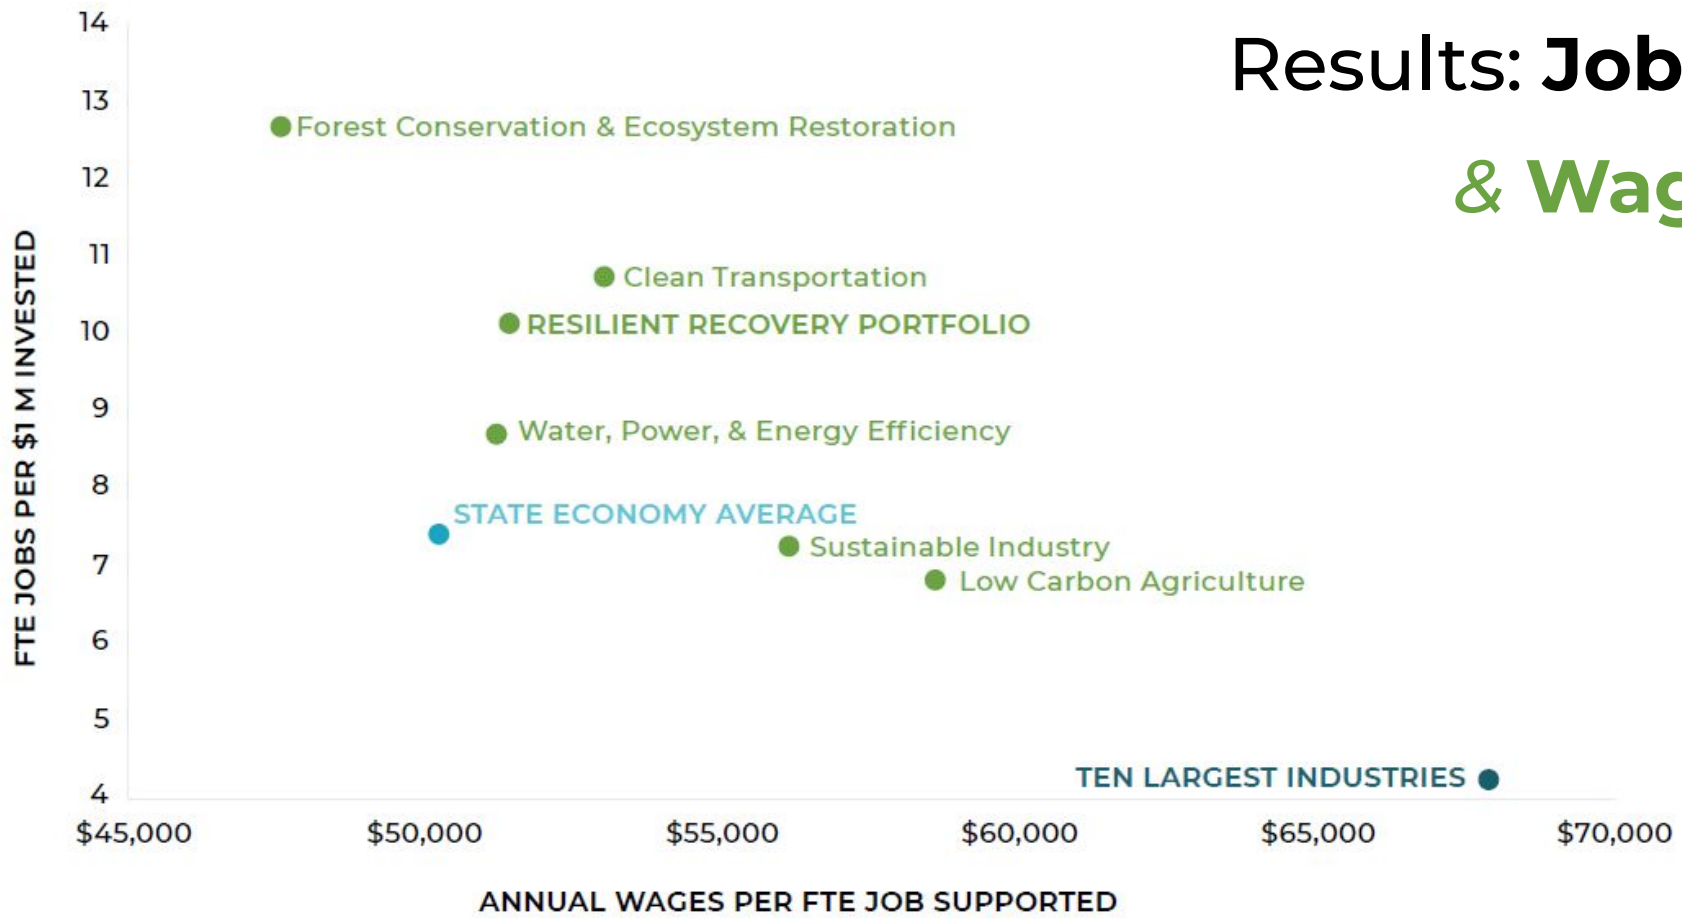 Results: Job
& Wag
14
13
12
11
10
9
8
7
6
5
4
FTE JOBS PER $1 M INVESTED
Forest Conservation & Ecosystem Restoration
Clean Transportation
RESILIENT RECOVERY PORTFOLIO
Water, Power, & Energy Efficiency
STATE ECONOMY AVERAGE
Sustainable Industry
Low Carbon Agriculture
TEN LARGEST INDUSTRIES
$45,000 $50,000 $55,000 $60,000 $65,000 $70,000
ANNUAL WAGES PER FTE JOB SUPPORTED